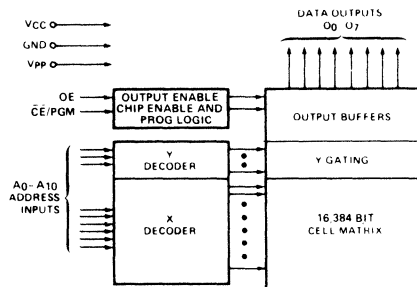 DATA OUTPUTS
O0 O7
VCC
GND
VPP
OE
CE/PGM
OUTPUT ENABLE
CHIP ENABLE AND
PROG LOGIC
OUTPUT BUFFERS
Y
DECODER
Y GATING
A0-A10
ADDRESS
INPUTS
X
DECODER
16,384 BIT
CELL MATRIX